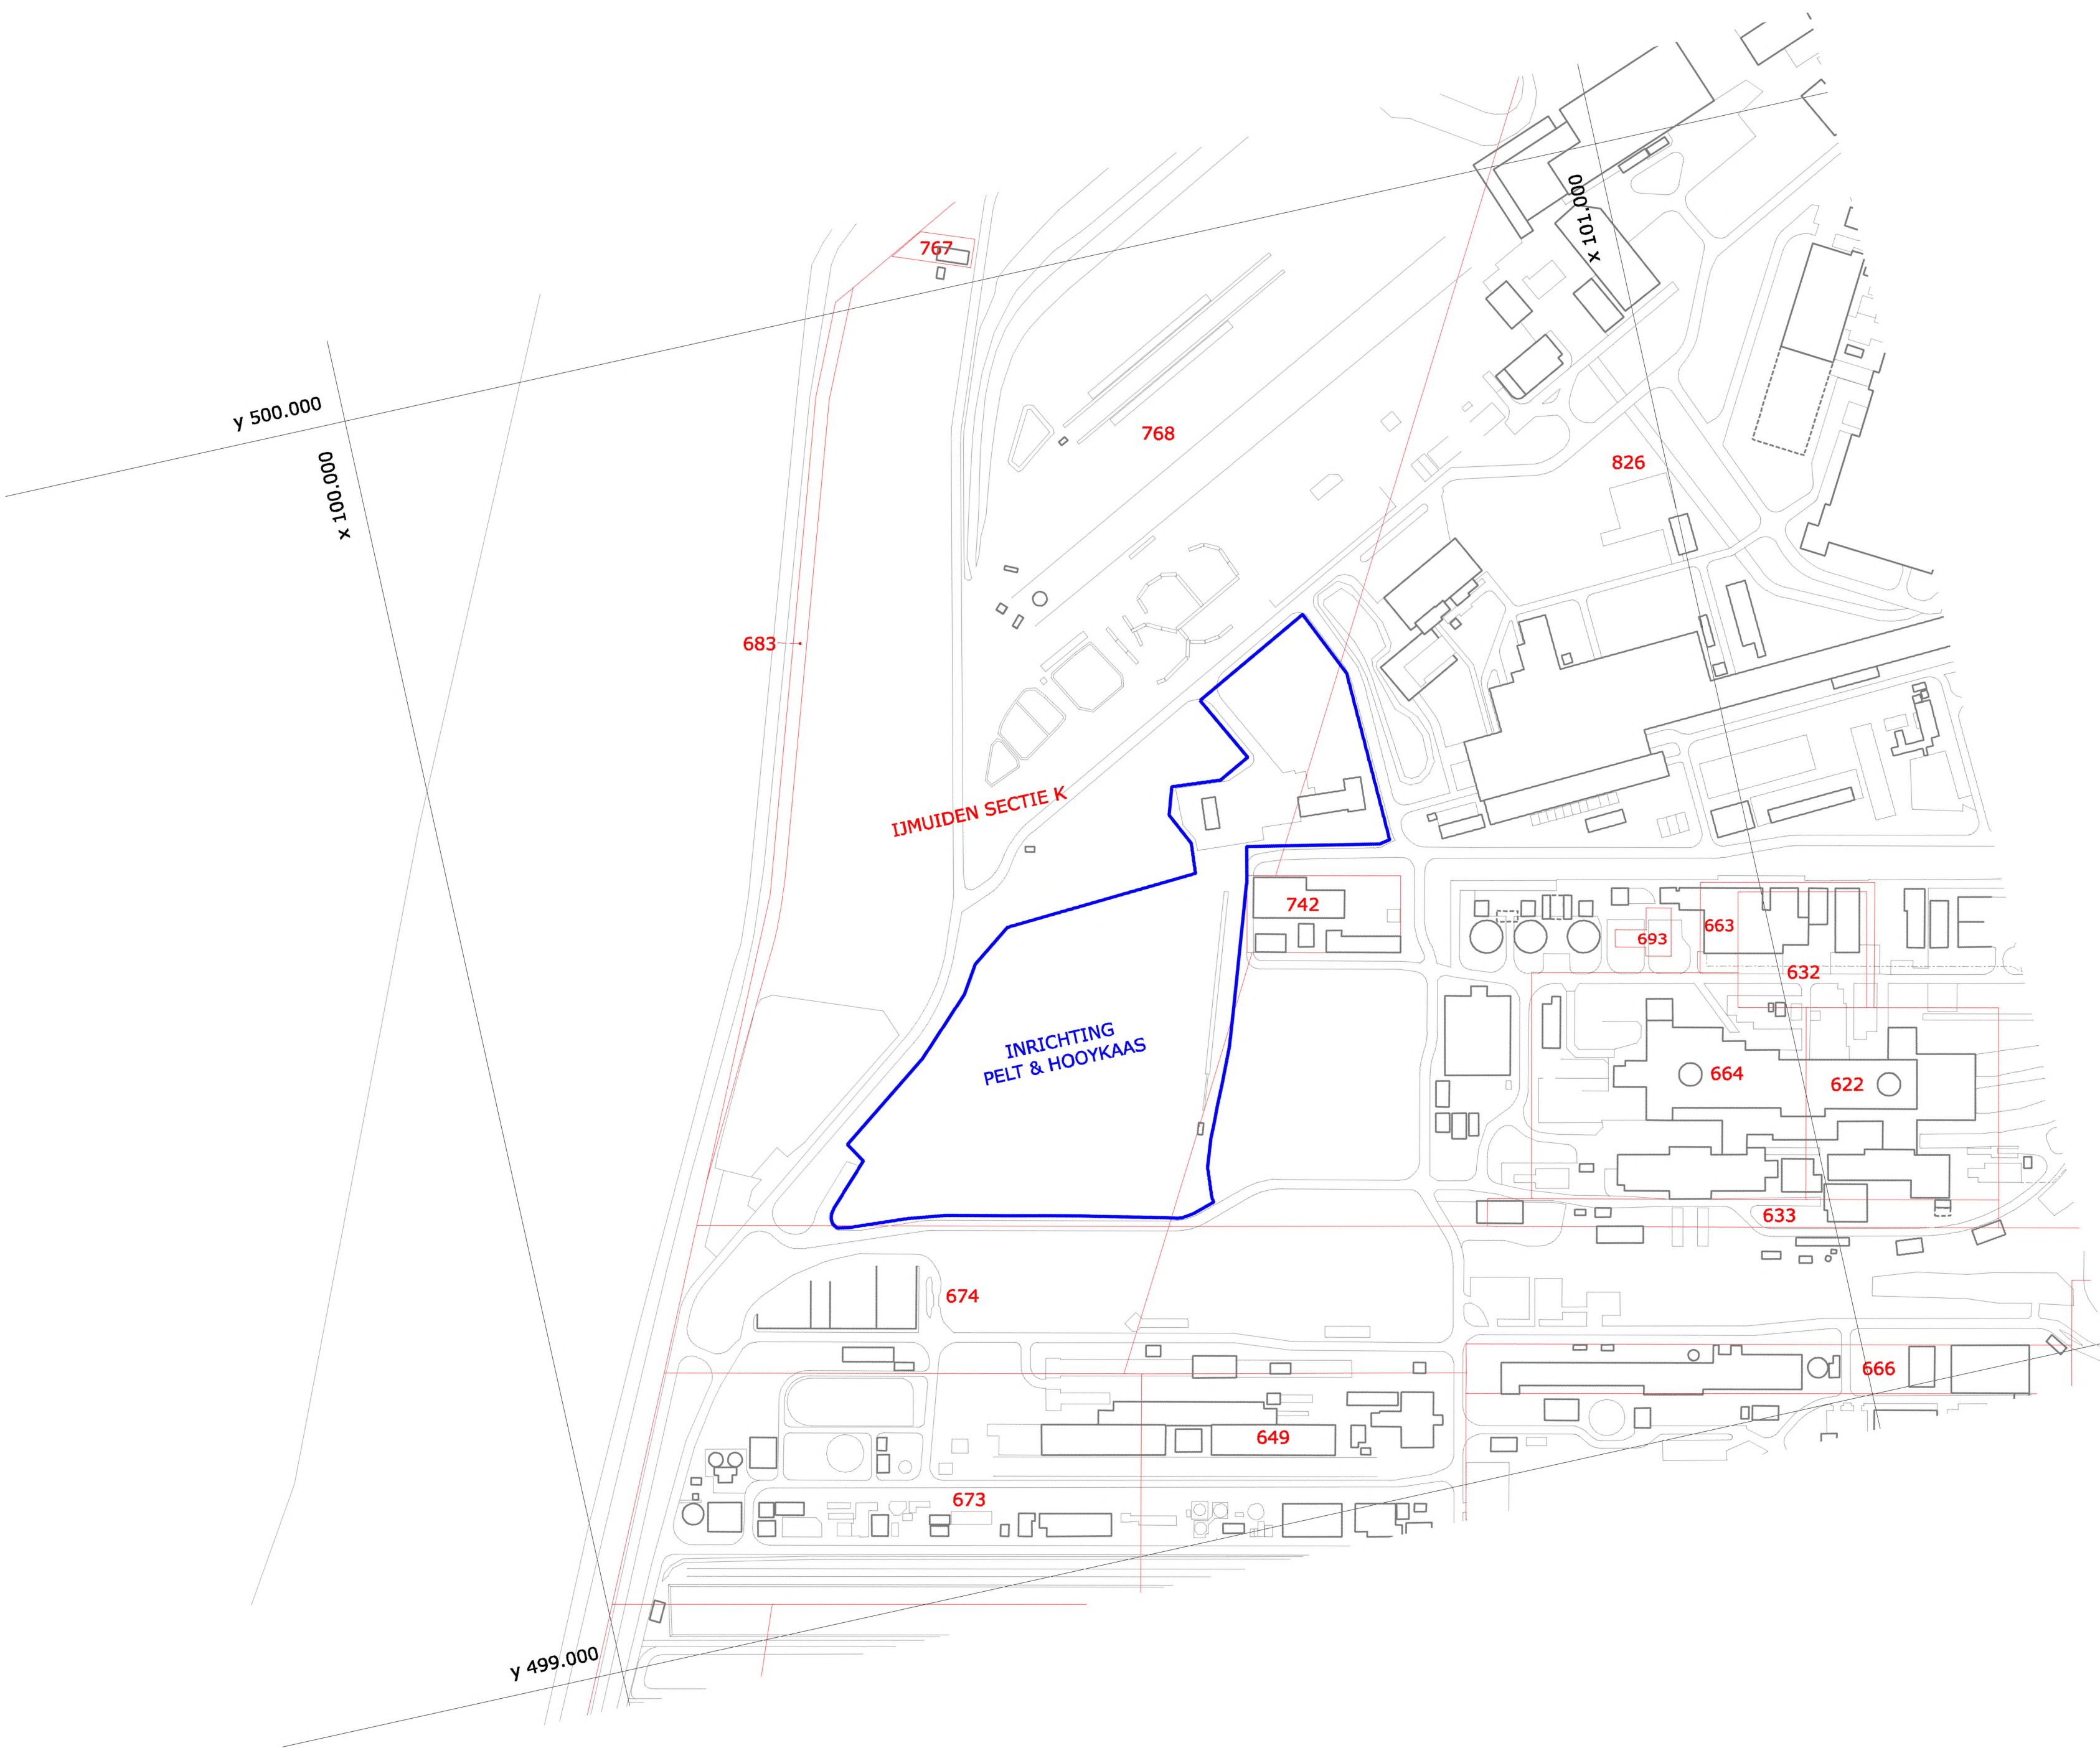 x 101.000
767
y 500.000
768
x 100.000
826
683
IJMUIDEN SECTIE K
742
663
693
632
INRICHTING
PELT & HOOYKAAS
664
622
633
674
666
649
673
y 499.000